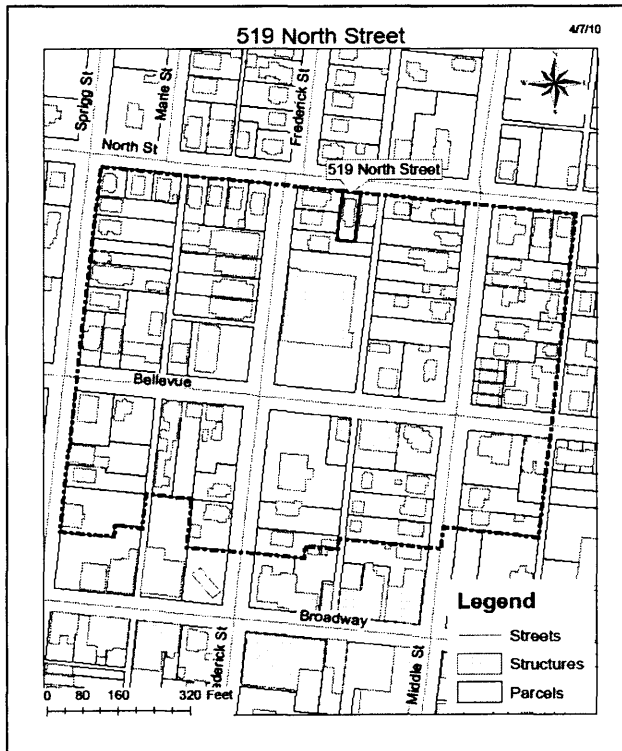 519 North Street
4/7/10
Sprigg St
Marie St
Frederick St
North St
519 North Street
Bellevue
Broadway
Frederick St
Middle St
Legend
Streets
Structures
Parcels
0 80 160 320 Feet